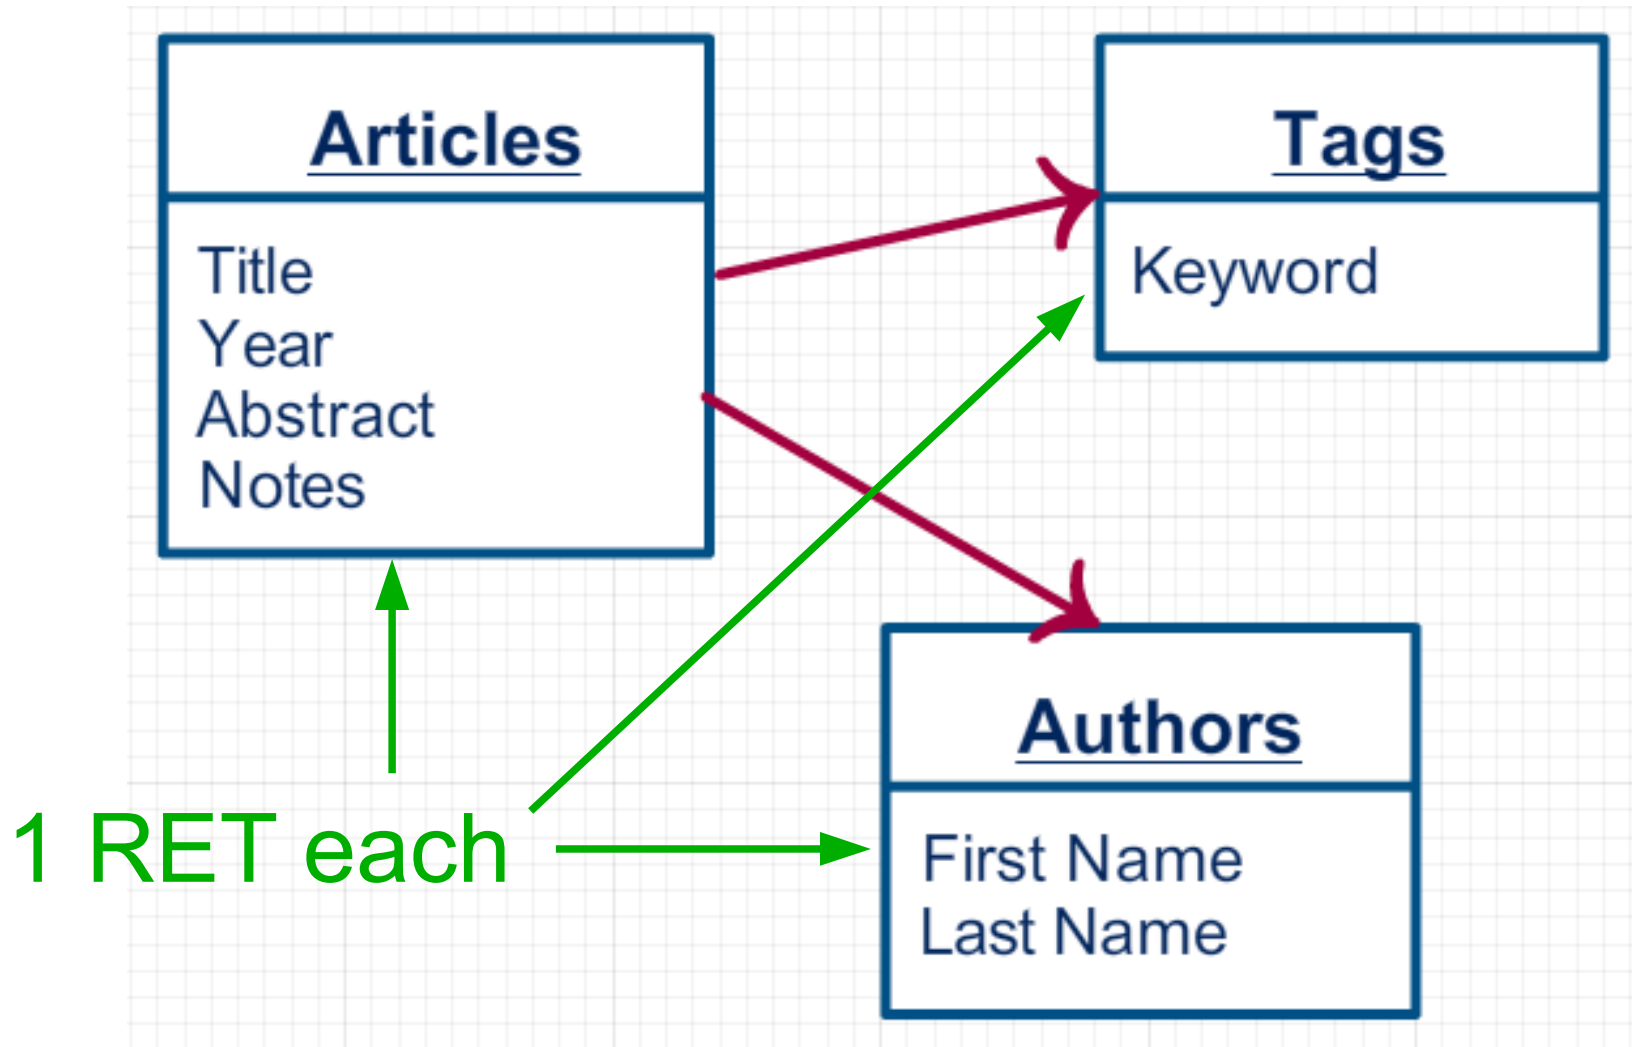 Articles
Title
Year
Abstract
Notes
Tags
Keyword
Authors
First Name
Last Name
1 RET each